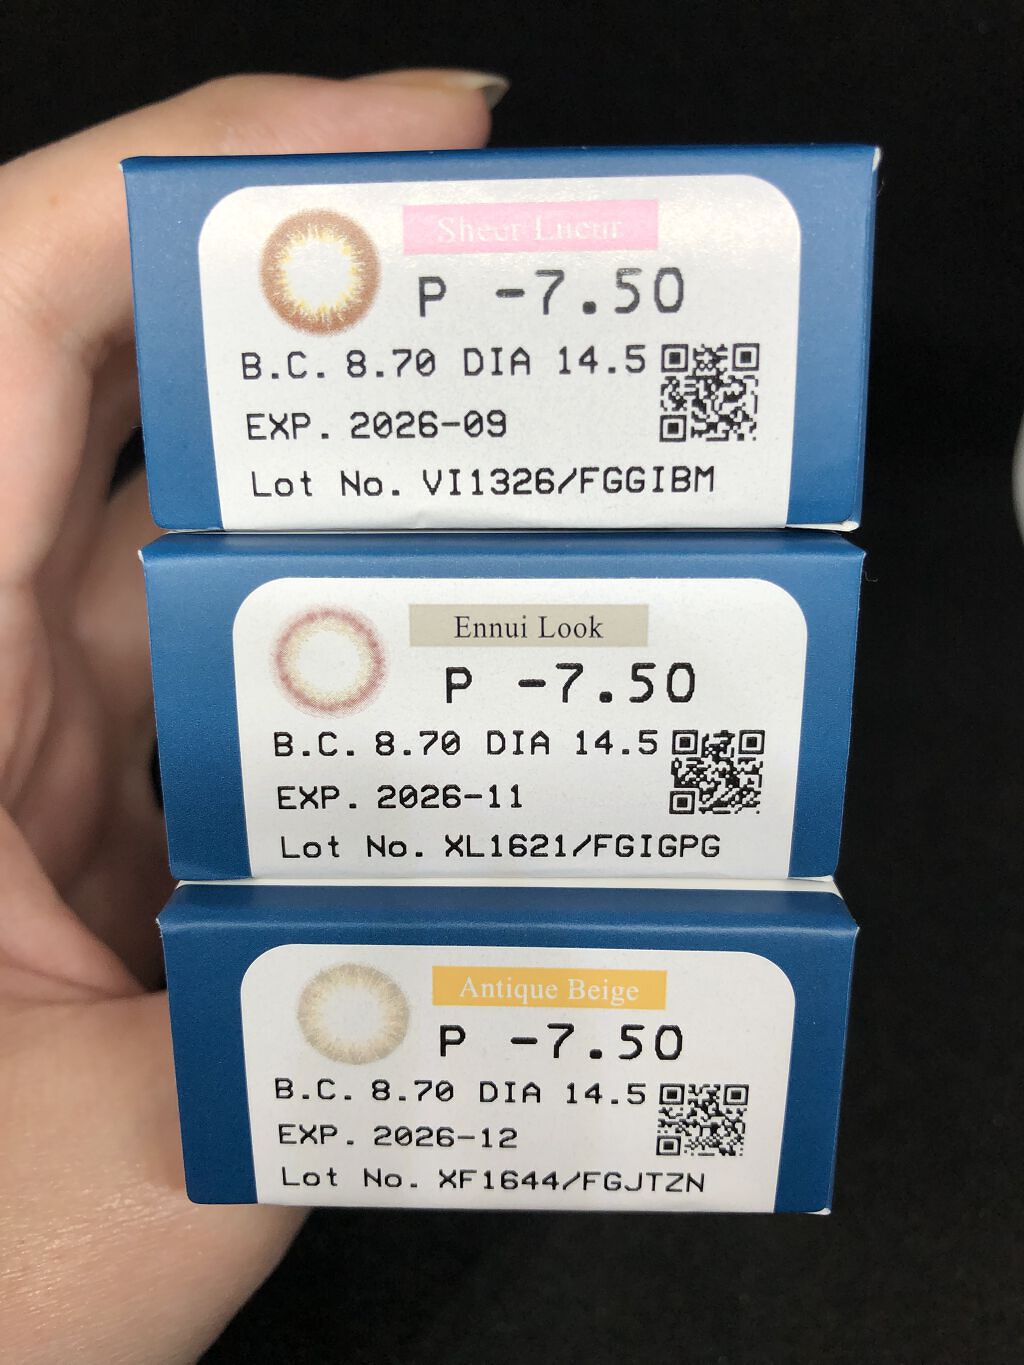 Sheer Lueur
P -7.50
B.C. 8.70 DIA 14.5
EXP. 2026-09
Lot No. VI1326/FGGIBM
Ennui Look
P -7.50
B.C. 8.70 DIA 14.5
EXP. 2026-11
Lot No. XL1621/FGIGPG
Antique Beige
P -7.50
B.C. 8.70 DIA 14.5
EXP. 2026-12
Lot No. XF1644/FGJTZN